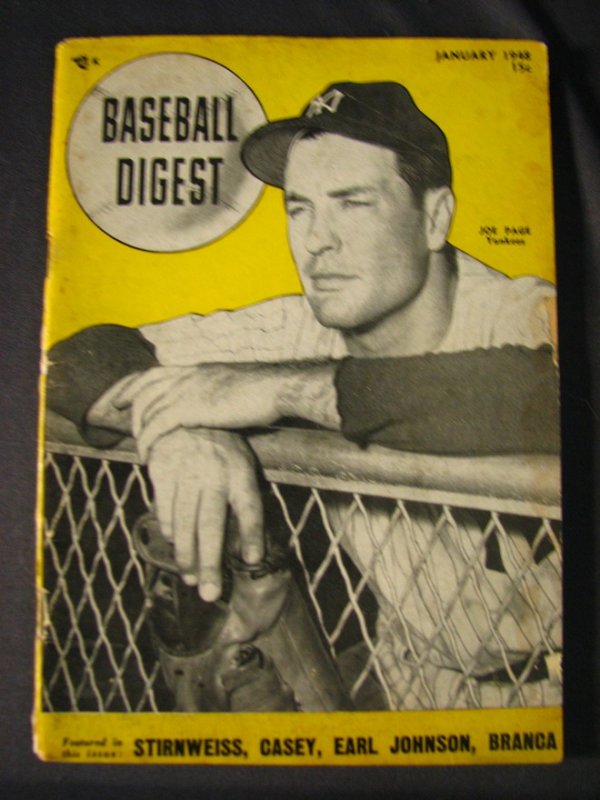 JANUARY 1948
15c
BASEBALL
DIGEST
JOE PAGE
Yankees
Featured in
this issue:
STIRNWEISS, CASEY, EARL JOHNSON, BRANCA